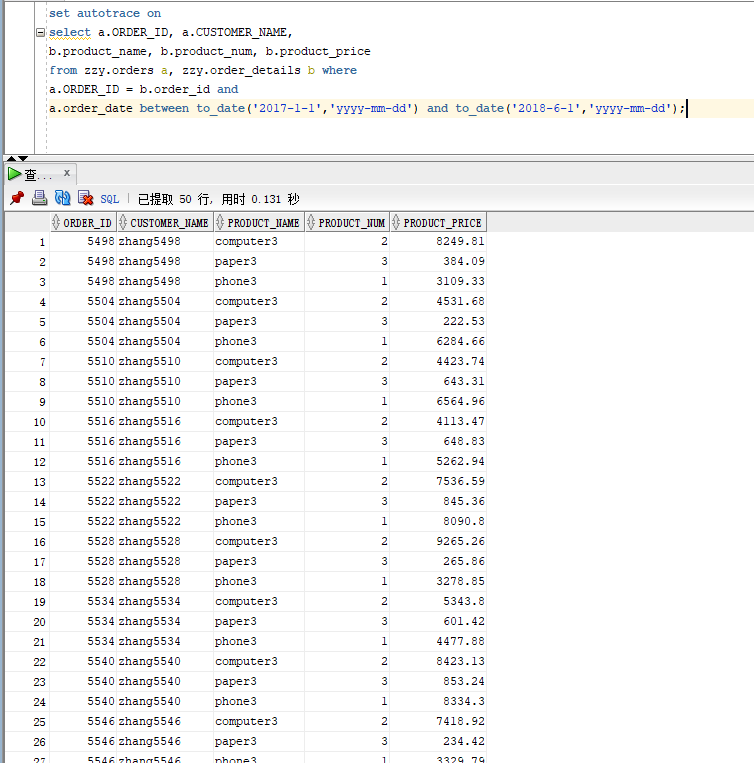 set autotrace on
select a.ORDER_ID, a.CUSTOMER_NAME,
b.product_name, b.product_num, b.product_price
from zzy.orders a, zzy.order_details b where
a.ORDER_ID = b.order_id and
a.order_date between to_date('2017-1-1','yyyy-mm-dd') and to_date('2018-6-1','yyyy-mm-dd');
查... x
SQL | 已提取 50 行, 用时 0.131 秒
ORDER_ID CUSTOMER_NAME PRODUCT_NAME PRODUCT_NUM PRODUCT_PRICE
1 5498 zhang5498 computer3 2 8249.81
2 5498 zhang5498 paper3 3 384.09
3 5498 zhang5498 phone3 1 3109.33
4 5504 zhang5504 computer3 2 4531.68
5 5504 zhang5504 paper3 3 222.53
6 5504 zhang5504 phone3 1 6284.66
7 5510 zhang5510 computer3 2 4423.74
8 5510 zhang5510 paper3 3 643.31
9 5510 zhang5510 phone3 1 6564.96
10 5516 zhang5516 computer3 2 4113.47
11 5516 zhang5516 paper3 3 648.83
12 5516 zhang5516 phone3 1 5262.94
13 5522 zhang5522 computer3 2 7536.59
14 5522 zhang5522 paper3 3 845.36
15 5522 zhang5522 phone3 1 8090.8
16 5528 zhang5528 computer3 2 9265.26
17 5528 zhang5528 paper3 3 265.86
18 5528 zhang5528 phone3 1 3278.85
19 5534 zhang5534 computer3 2 5343.8
20 5534 zhang5534 paper3 3 601.42
21 5534 zhang5534 phone3 1 4477.88
22 5540 zhang5540 computer3 2 8423.13
23 5540 zhang5540 paper3 3 853.24
24 5540 zhang5540 phone3 1 8334.3
25 5546 zhang5546 computer3 2 7418.92
26 5546 zhang5546 paper3 3 234.42
27 5546 zhang5546 phone3 1 3329.79